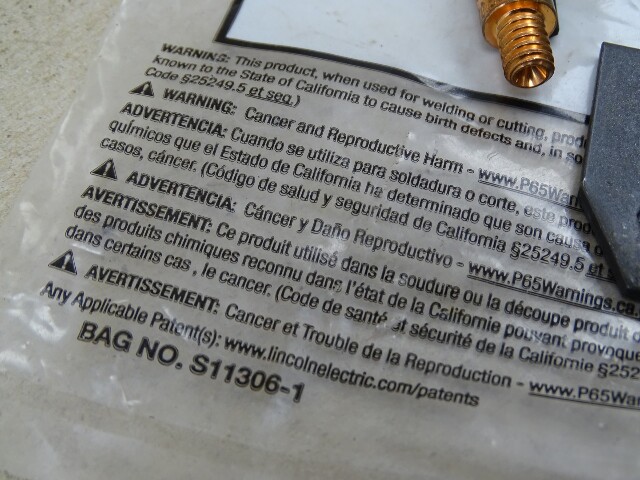 WARNING: This product, when used for welding or cutting, prod
known to the State of California to cause birth defects and, in so
Code §25249.5 et seq.)
⚠ WARNING: Cancer and Reproductive Harm - www.P65Warn
ADVERTENCIA: Cuando se utiliza para soldadura o corte, este prod
químicos que el Estado de California ha determinado que son causa o
casos, cáncer. (Código de salud y seguridad de California §25249.5 et s
⚠ ADVERTENCIA: Cáncer y Daño Reproductivo - www.P65Warnings.ca.
AVERTISSEMENT: Ce produit utilisé dans la soudure ou la découpe produit d
des produits chimiques reconnu dans l'état de la Californie pouvant provoque
dans certains cas , le cancer. (Code de santé et sécurité de la Californie §252
⚠ AVERTISSEMENT: Cancer et Trouble de la Reproduction - www.P65War
Any Applicable Patent(s): www.lincolnelectric.com/patents
BAG NO. S11306-1